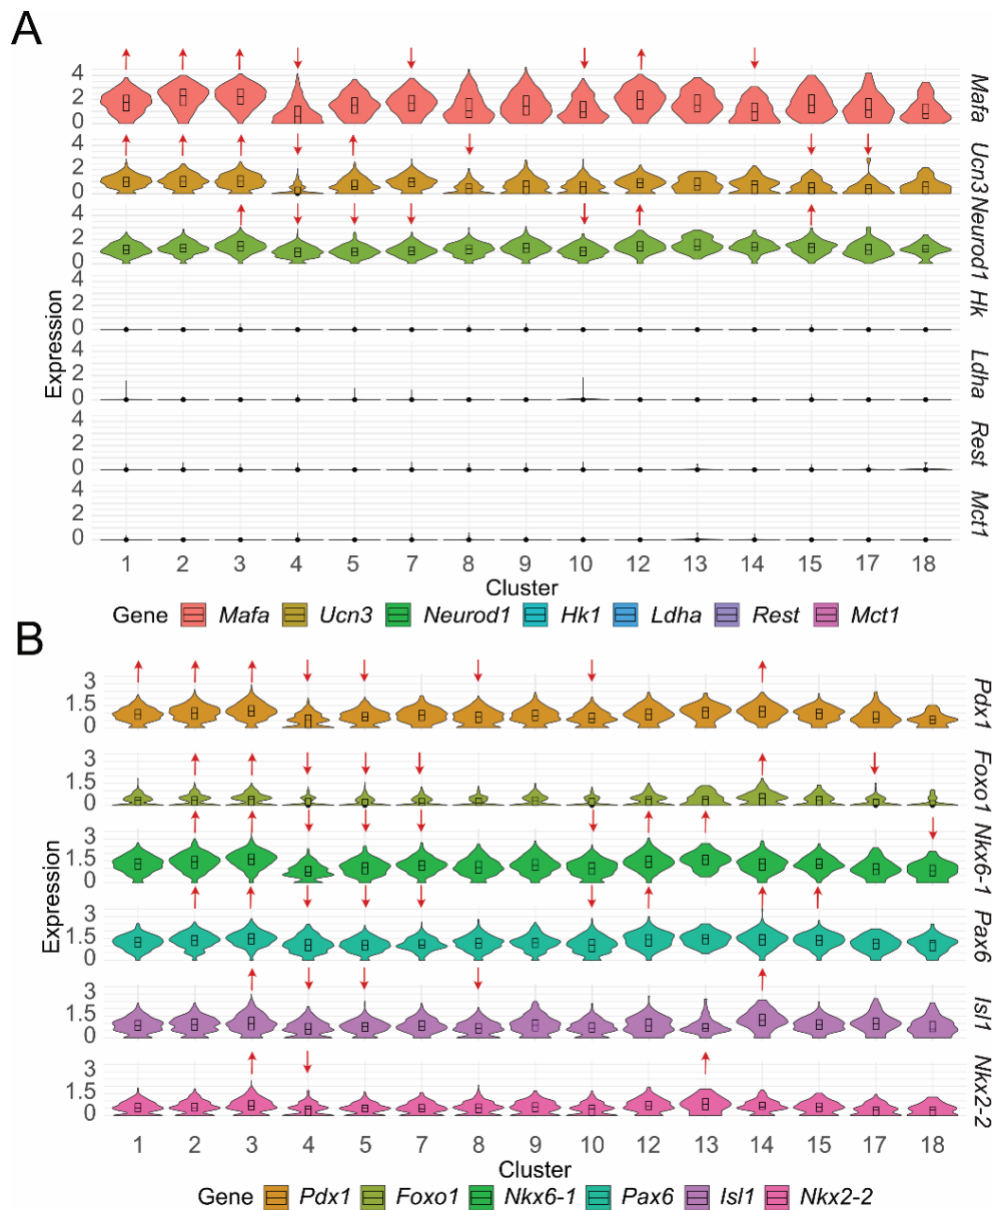 A
4
2
0
Mafa
4
2
0
Ucn3
4
2
0
Neurod1
4
2
0
Hk
4
2
0
Ldha
4
2
0
Rest
4
2
0
Mct1
Expression
1 2 3 4 5 7 8 9 10 12 13 14 15 17 18
Cluster
Gene Mafa Ucn3 Neurod1 Hk1 Ldha Rest Mct1
B
3
1.5
0
Pdx1
3
1.5
0
Foxo1
3
1.5
0
Nkx6-1
3
1.5
0
Pax6
3
1.5
0
Isl1
3
1.5
0
Nkx2-2
Expression
1 2 3 4 5 7 8 9 10 12 13 14 15 17 18
Cluster
Gene Pdx1 Foxo1 Nkx6-1 Pax6 Isl1 Nkx2-2